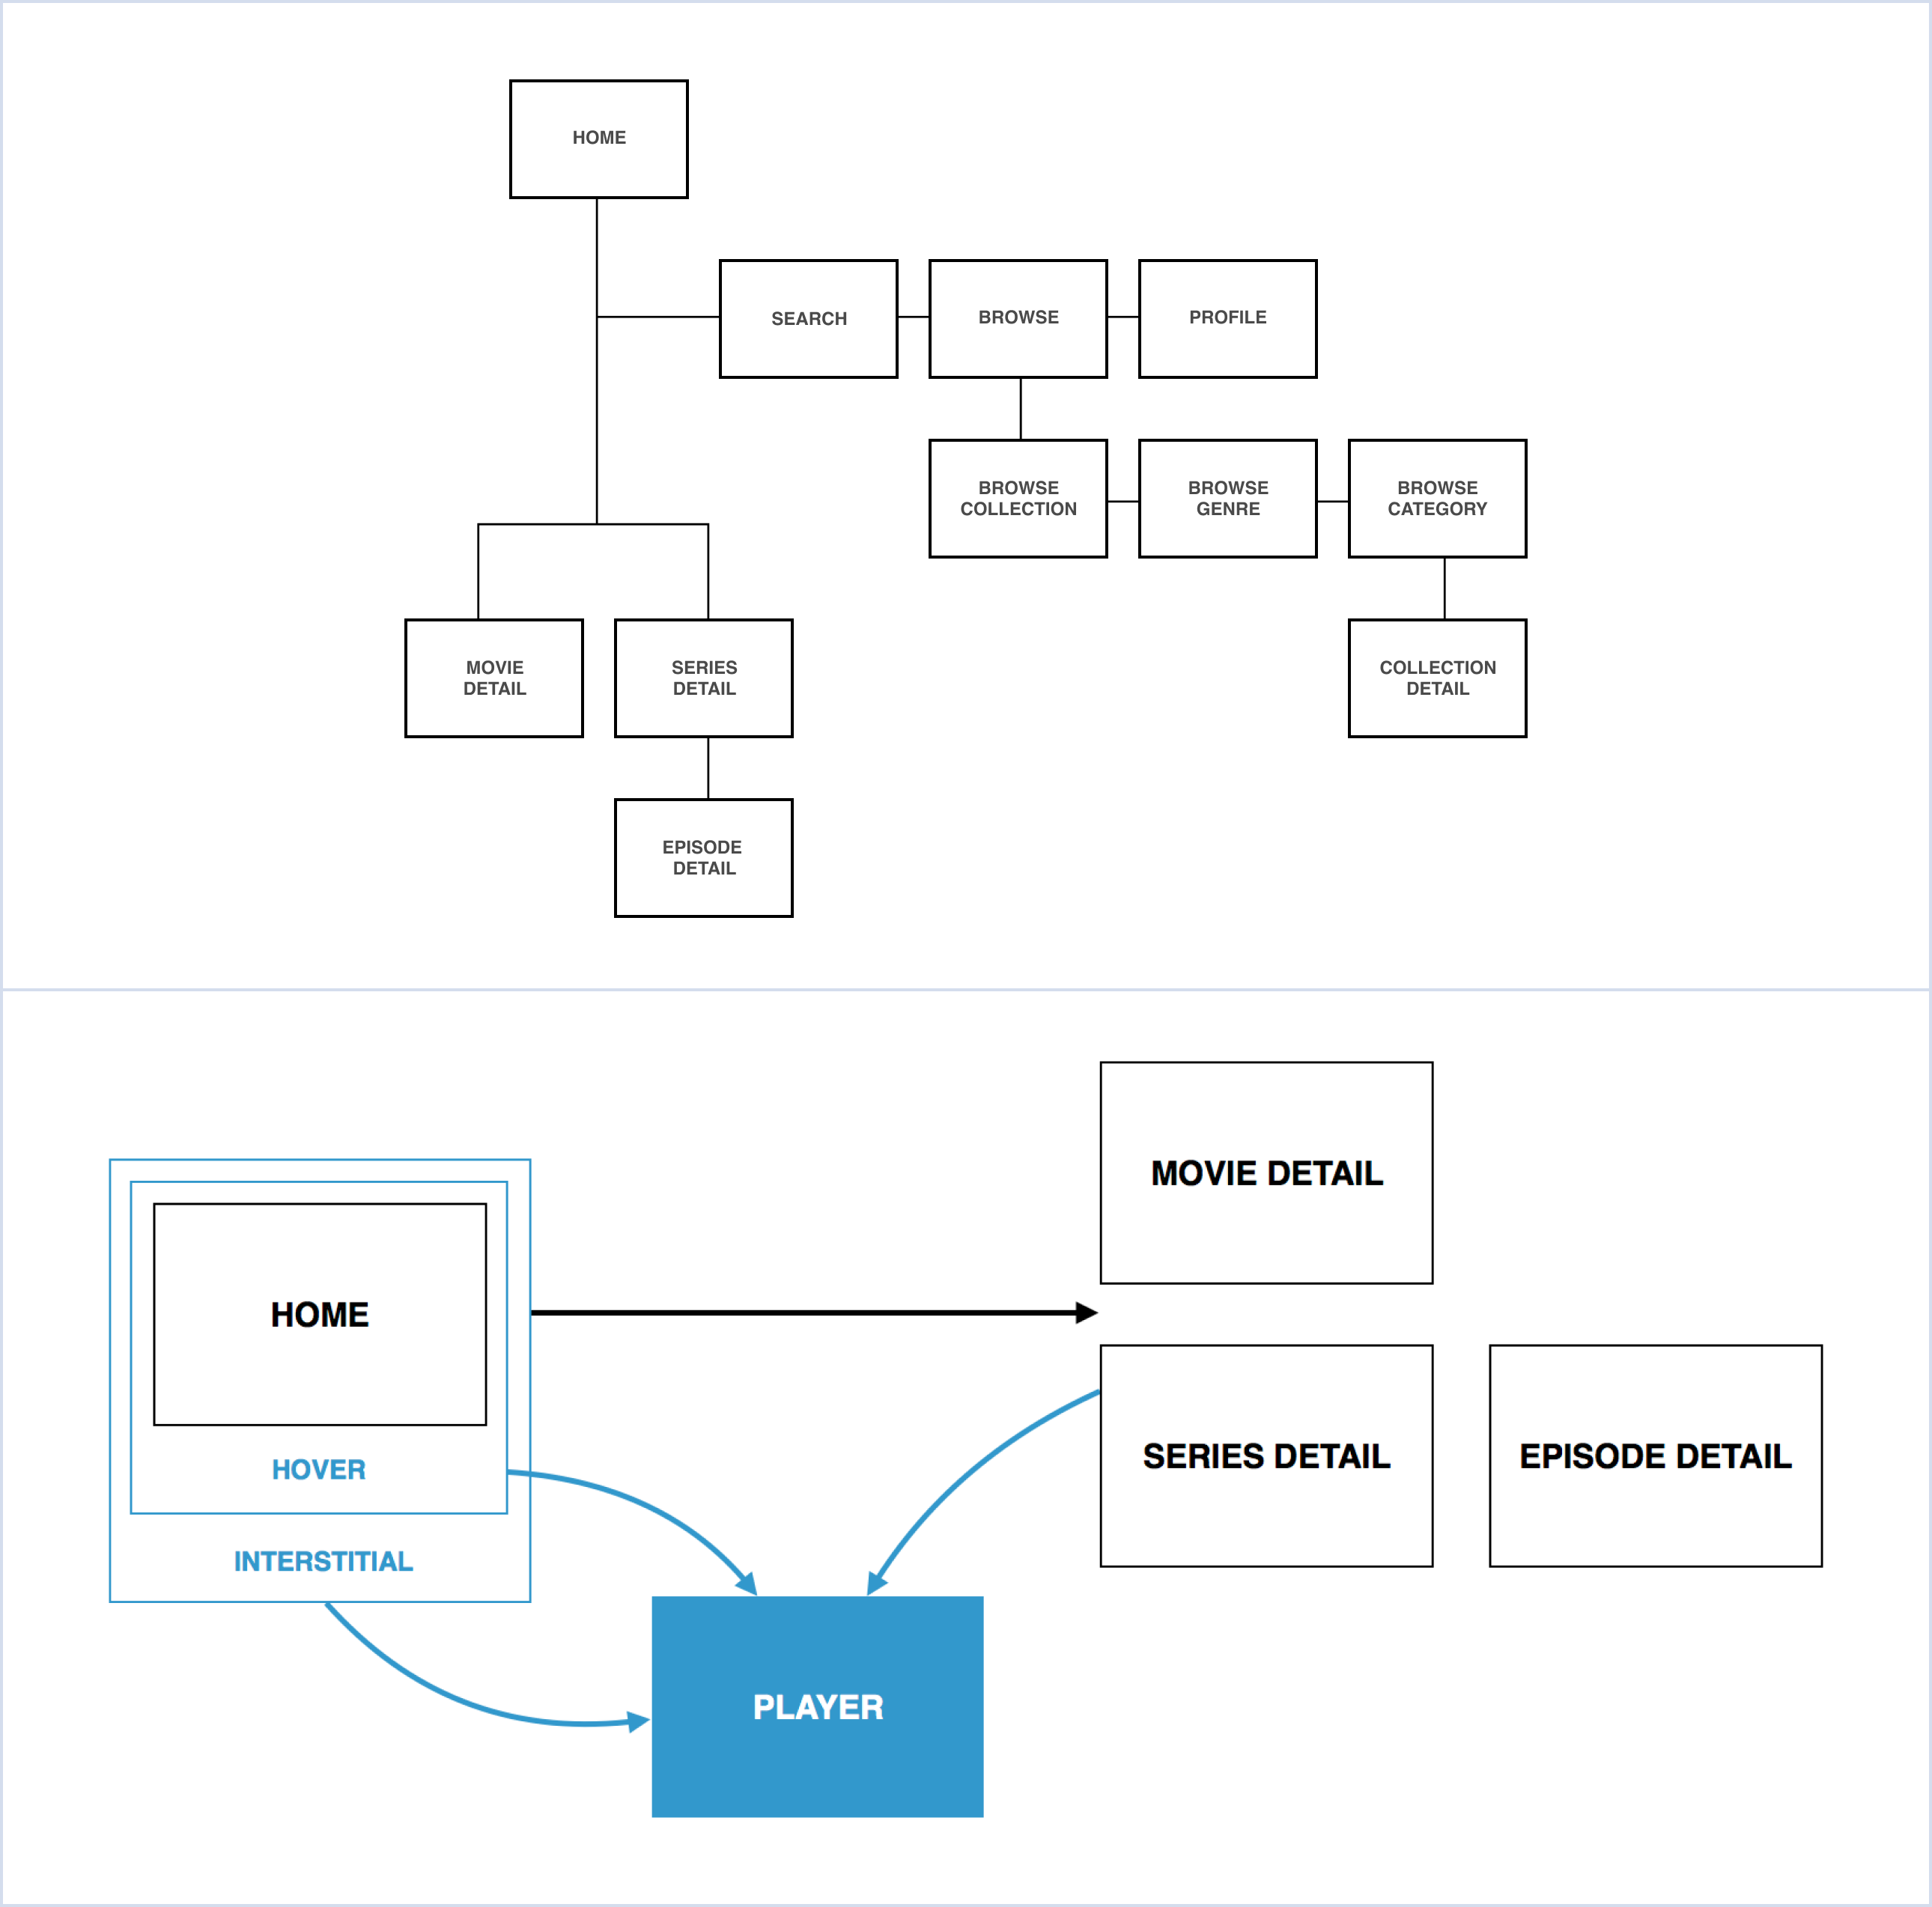 HOME
SEARCH
BROWSE
PROFILE
BROWSE
COLLECTION
BROWSE
GENRE
BROWSE
CATEGORY
MOVIE
DETAIL
SERIES
DETAIL
COLLECTION
DETAIL
EPISODE
DETAIL
MOVIE DETAIL
HOME
HOVER
INTERSTITIAL
SERIES DETAIL
EPISODE DETAIL
PLAYER